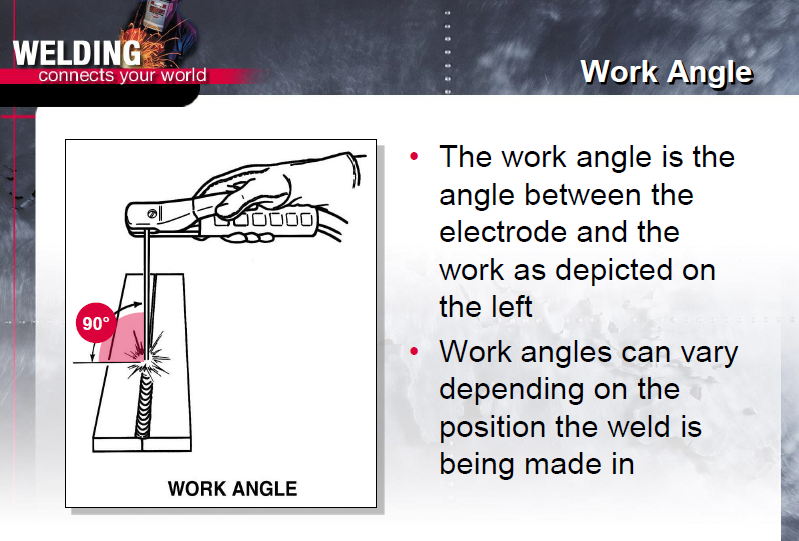 WELDING
connects your world
Work Angle
• The work angle is the
angle between the
electrode and the
work as depicted on
the left
• Work angles can vary
depending on the
position the weld is
being made in
90°
WORK ANGLE